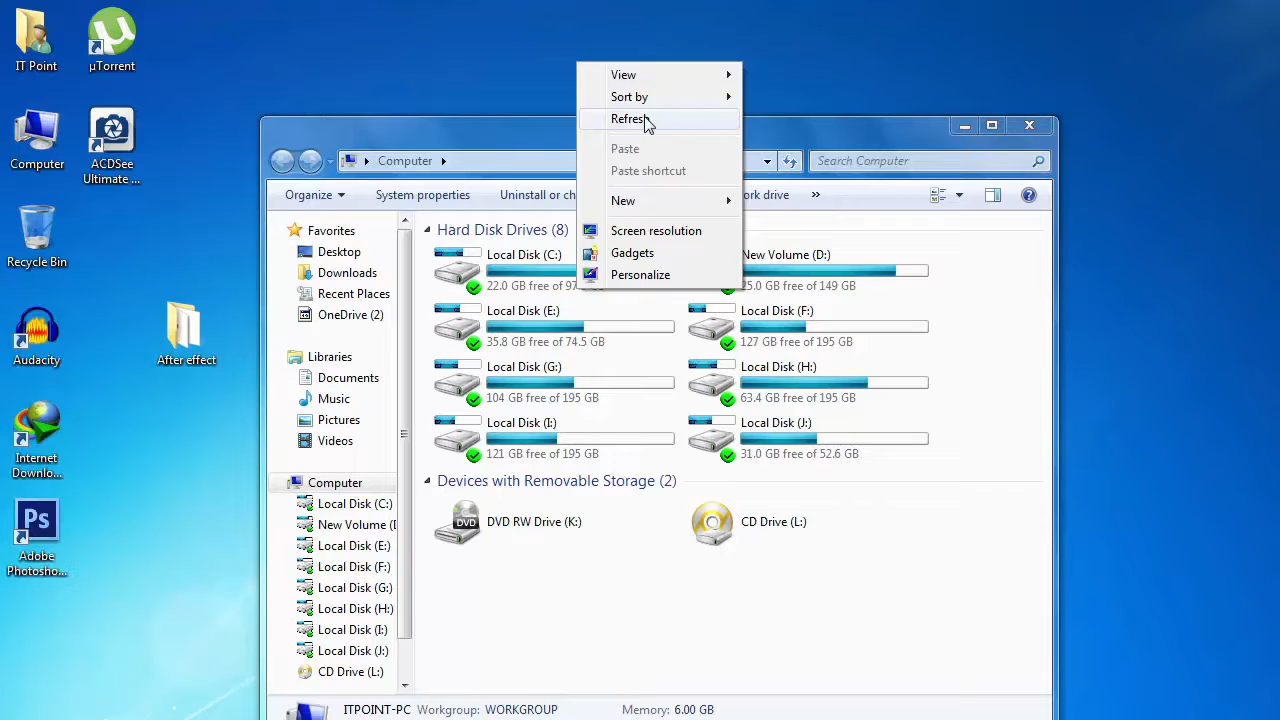 IT Point
µTorrent
Computer
ACDSee
Ultimate ...
Recycle Bin
Audacity
After effect
Internet
Downlo...
Ps
Adobe
Photosho...
View
Sort by
Refresh
Paste
Paste shortcut
New
Screen resolution
Gadgets
Personalize
Computer
Search Computer
Organize
System properties
Uninstall or ch
ork drive
»
Favorites
Desktop
Downloads
Recent Places
OneDrive (2)
Libraries
Documents
Music
Pictures
Videos
Computer
Local Disk (C:)
New Volume (
Local Disk (E:)
Local Disk (F:)
Local Disk (G:)
Local Disk (H:)
Local Disk (I:)
Local Disk (J:)
CD Drive (L:)
Hard Disk Drives (8)
Local Disk (C:)
22.0 GB free of 97
New Volume (D:)
25.0 GB free of 149 GB
Local Disk (E:)
35.8 GB free of 74.5 GB
Local Disk (F:)
127 GB free of 195 GB
Local Disk (G:)
104 GB free of 195 GB
Local Disk (H:)
63.4 GB free of 195 GB
Local Disk (I:)
121 GB free of 195 GB
Local Disk (J:)
31.0 GB free of 52.6 GB
Devices with Removable Storage (2)
DVD
DVD RW Drive (K:)
CD Drive (L:)
ITPOINT-PC Workgroup: WORKGROUP Memory: 6.00 GB